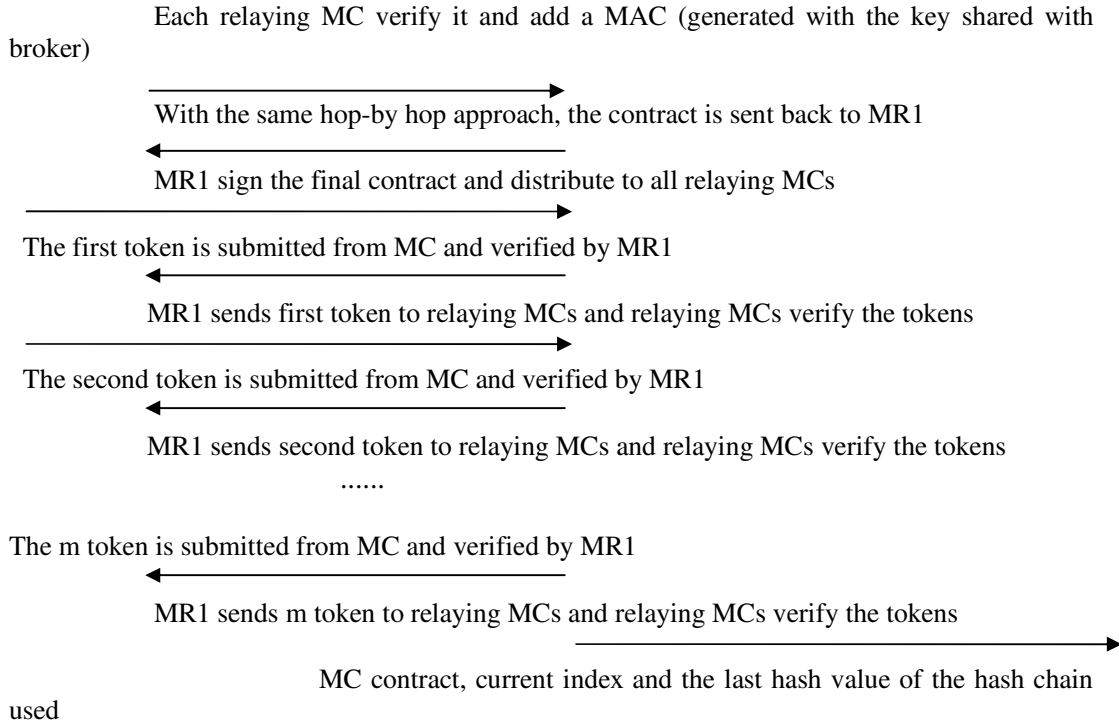 Each relaying MC verify it and add a MAC (generated with the key shared with
broker)
With the same hop-by hop approach, the contract is sent back to MR1
MR1 sign the final contract and distribute to all relaying MCs
The first token is submitted from MC and verified by MR1
MR1 sends first token to relaying MCs and relaying MCs verify the tokens
The second token is submitted from MC and verified by MR1
MR1 sends second token to relaying MCs and relaying MCs verify the tokens
......
The m token is submitted from MC and verified by MR1
MR1 sends m token to relaying MCs and relaying MCs verify the tokens
MC contract, current index and the last hash value of the hash chain
used